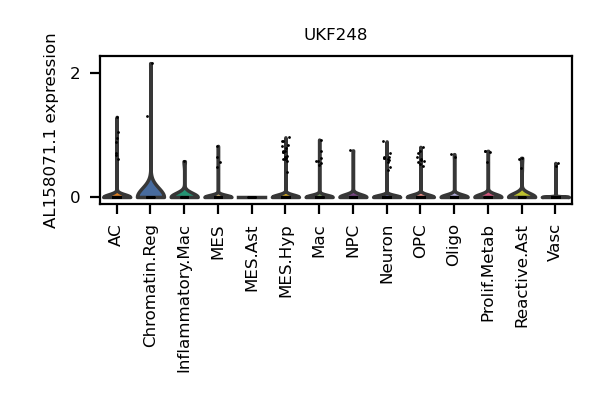 UKF248
AL158071.1 expression
2
0
AC
Chromatin.Reg
Inflammatory.Mac
MES
MES.Ast
MES.Hyp
Mac
NPC
Neuron
OPC
Oligo
Prolif.Metab
Reactive.Ast
Vasc